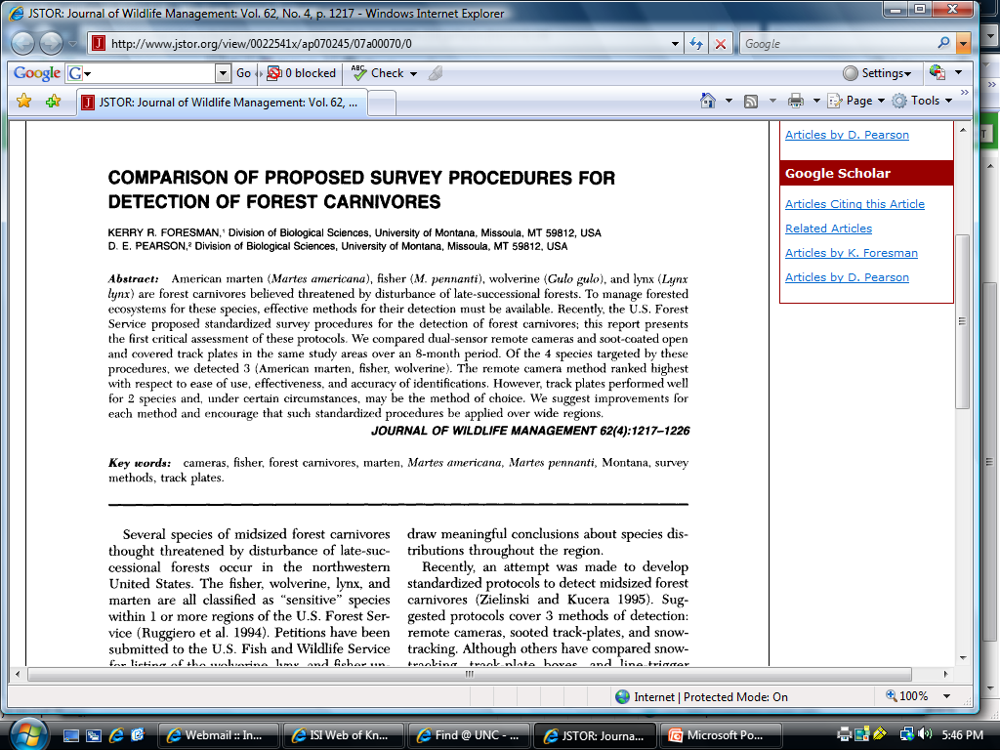 JSTOR: Journal of Wildlife Management: Vol. 62, No. 4, p. 1217 - Windows Internet Explorer
http://www.jstor.org/view/0022541x/ap070245/07a00070/0
Google
Google G Go 0 blocked ABC Check Settings
JSTOR: Journal of Wildlife Management: Vol. 62, ...
Page Tools
Articles by D. Pearson
Google Scholar
Articles Citing this Article
Related Articles
Articles by K. Foresman
Articles by D. Pearson
COMPARISON OF PROPOSED SURVEY PROCEDURES FOR
DETECTION OF FOREST CARNIVORES
KERRY R. FORESMAN,¹ Division of Biological Sciences, University of Montana, Missoula, MT 59812, USA
D. E. PEARSON,² Division of Biological Sciences, University of Montana, Missoula, MT 59812, USA
Abstract: American marten (Martes americana), fisher (M. pennanti), wolverine (Gulo gulo), and lynx (Lynx
lynx) are forest carnivores believed threatened by disturbance of late-successional forests. To manage forested
ecosystems for these species, effective methods for their detection must be available. Recently, the U.S. Forest
Service proposed standardized survey procedures for the detection of forest carnivores; this report presents
the first critical assessment of these protocols. We compared dual-sensor remote cameras and soot-coated open
and covered track plates in the same study areas over an 8-month period. Of the 4 species targeted by these
procedures, we detected 3 (American marten, fisher, wolverine). The remote camera method ranked highest
with respect to ease of use, effectiveness, and accuracy of identifications. However, track plates performed well
for 2 species and, under certain circumstances, may be the method of choice. We suggest improvements for
each method and encourage that such standardized procedures be applied over wide regions.
JOURNAL OF WILDLIFE MANAGEMENT 62(4):1217–1226
Key words: cameras, fisher, forest carnivores, marten, Martes americana, Martes pennanti, Montana, survey
methods, track plates.
Several species of midsized forest carnivores
thought threatened by disturbance of late-suc-
cessional forests occur in the northwestern
United States. The fisher, wolverine, lynx, and
marten are all classified as “sensitive” species
within 1 or more regions of the U.S. Forest Ser-
vice (Ruggiero et al. 1994). Petitions have been
submitted to the U.S. Fish and Wildlife Service
for listing of the wolverine, lynx, and fisher un-
draw meaningful conclusions about species dis-
tributions throughout the region.
Recently, an attempt was made to develop
standardized protocols to detect midsized forest
carnivores (Zielinski and Kucera 1995). Sug-
gested protocols cover 3 methods of detection:
remote cameras, sooted track-plates, and snow-
tracking. Although others have compared snow-
tracking, track-plate boxes, and line-trigger
Internet | Protected Mode: On 100%
Webmail :: In... ISI Web of Kn... Find @ UNC - ... JSTOR: Journa... Microsoft Po... 5:46 PM